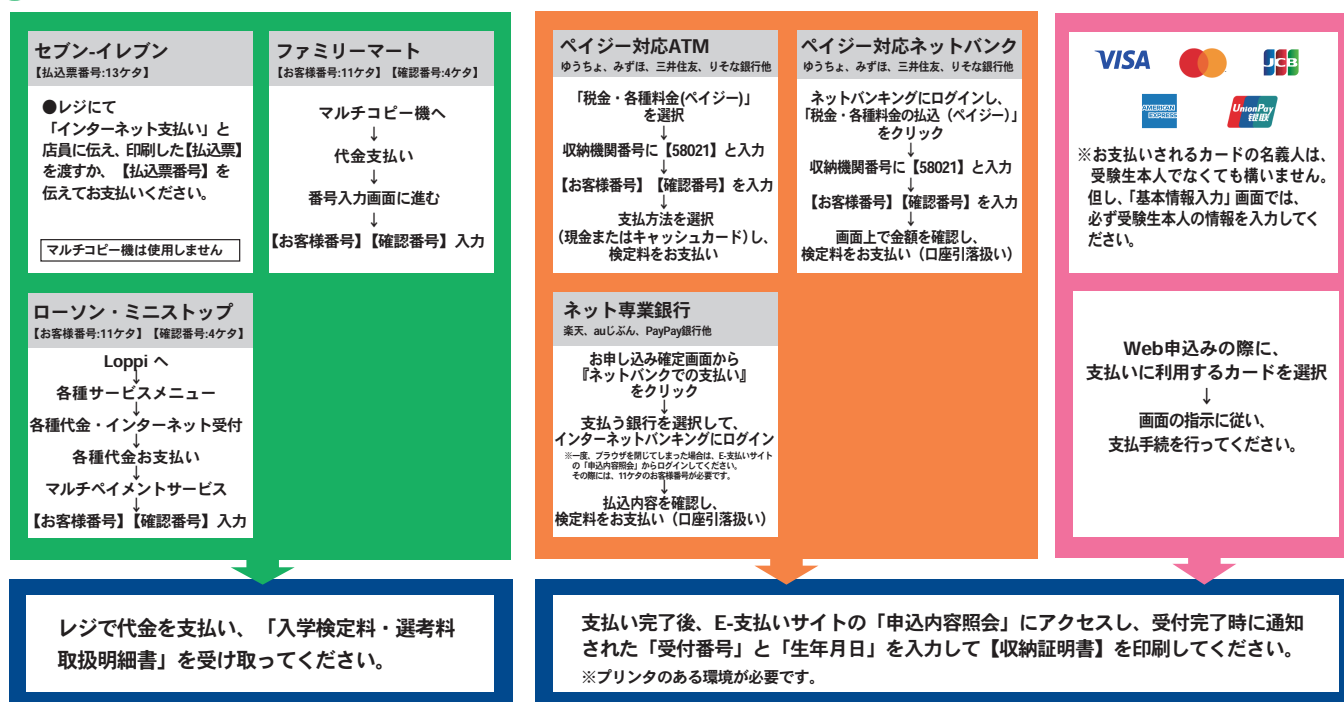 セブン-イレブン
【払込票番号:13ケタ】
●レジにて
「インターネット支払い」と
店員に伝え、印刷した【払込票】
を渡すか、【払込票番号】を
伝えてお支払いください。
マルチコピー機は使用しません
ファミリーマート
【お客様番号:11ケタ】【確認番号:4ケタ】
マルチコピー機へ
↓
代金支払い
↓
番号入力画面に進む
↓
【お客様番号】【確認番号】入力
ローソン・ミニストップ
【お客様番号:11ケタ】【確認番号:4ケタ】
Loppi へ
↓
各種サービスメニュー
↓
各種代金・インターネット受付
↓
各種代金お支払い
↓
マルチペイメントサービス
↓
【お客様番号】【確認番号】入力
ペイジー対応ATM
ゆうちょ、みずほ、三井住友、りそな銀行他
「税金・各種料金(ペイジー)」
を選択
↓
収納機関番号に【58021】と入力
↓
【お客様番号】【確認番号】を入力
↓
支払方法を選択
(現金またはキャッシュカード)し、
検定料をお支払い
ペイジー対応ネットバンク
ゆうちょ、みずほ、三井住友、りそな銀行他
ネットバンキングにログインし、
「税金・各種料金の払込(ペイジー)」
をクリック
↓
収納機関番号に【58021】と入力
↓
【お客様番号】【確認番号】を入力
↓
画面上で金額を確認し、
検定料をお支払い(口座引落扱い)
ネット専業銀行
楽天、auじぶん、PayPay銀行他
お申し込み確定画面から
『ネットバンクでの支払い』
をクリック
↓
支払う銀行を選択して、
インターネットバンキングにログイン
※一度、ブラウザを閉じてしまった場合は、E-支払いサイト
の「申込内容照会」からログインしてください。
その際には、11ケタのお客様番号が必要です。
↓
払込内容を確認し、
検定料をお支払い(口座引落扱い)
VISA
JCB
AMERICAN
EXPRESS
UnionPay
银联
※お支払いされるカードの名義人は、
受験生本人でなくても構いません。
但し、「基本情報入力」画面では、
必ず受験生本人の情報を入力してく
ださい。
Web申込みの際に、
支払いに利用するカードを選択
↓
画面の指示に従い、
支払手続を行ってください。
レジで代金を支払い、「入学検定料・選考料
取扱明細書」を受け取ってください。
支払い完了後、E-支払いサイトの「申込内容照会」にアクセスし、受付完了時に通知
された「受付番号」と「生年月日」を入力して【収納証明書】を印刷してください。
※プリンタのある環境が必要です。